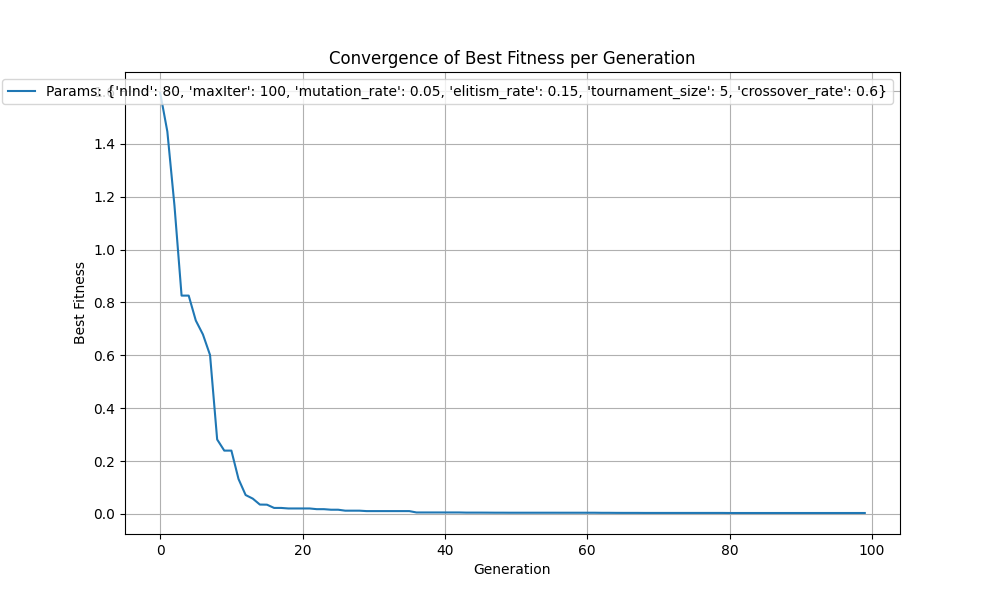 Convergence of Best Fitness per Generation
Params: {'nInd': 80, 'maxIter': 100, 'mutation_rate': 0.05, 'elitism_rate': 0.15, 'tournament_size': 5, 'crossover_rate': 0.6}
1.4
1.2
1.0
0.8
0.6
0.4
0.2
0.0
Best Fitness
0 20 40 60 80 100
Generation